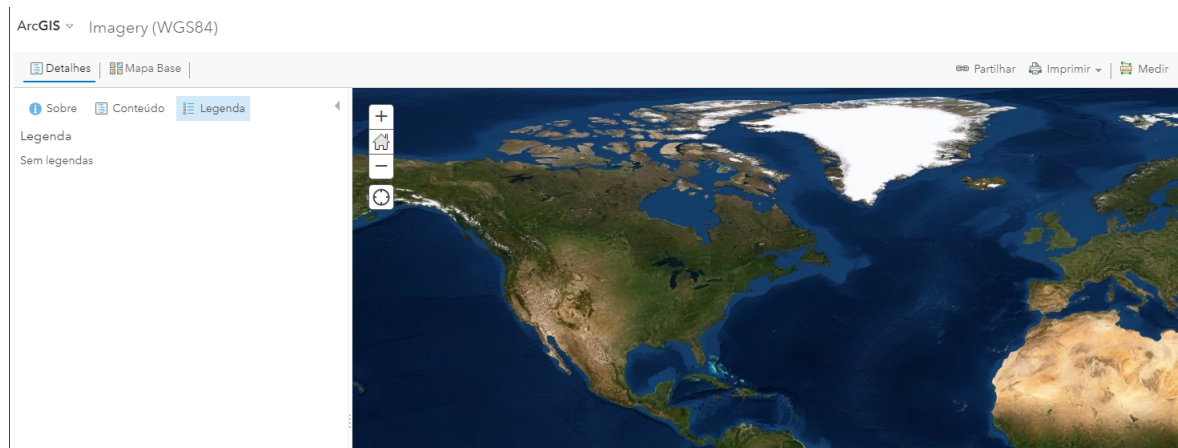 ArcGIS Imagery (WGS84)
Detalhes Mapa Base Partilhar Imprimir Medir
Sobre Conteúdo Legenda
Legenda
Sem legendas